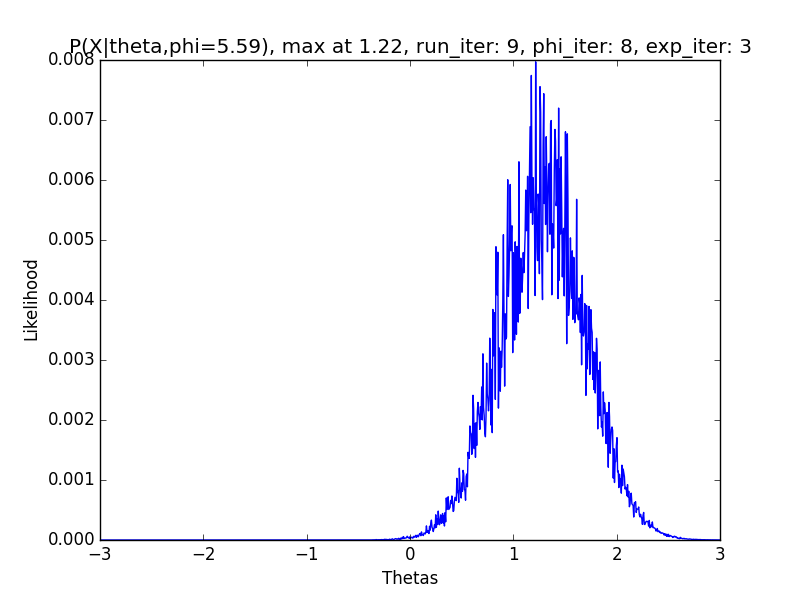 P(X|theta,phi=5.59), max at 1.22, run_iter: 9, phi_iter: 8, exp_iter: 3
0.008
0.007
0.006
0.005
0.004
0.003
0.002
0.001
0.000
Likelihood
−3 −2 −1 0 1 2 3
Thetas